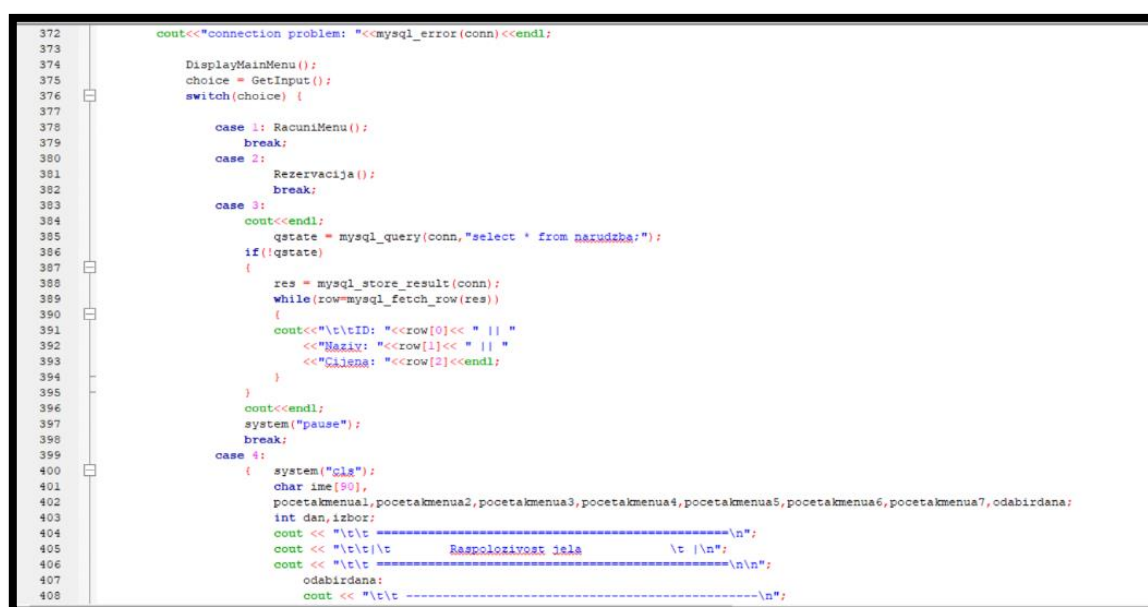 372 cout<<"connection problem: "<<mysql_error(conn)<<endl;
373
374 DisplayMainMenu();
375 choice = GetInput();
376 switch(choice) {
377
378 case 1: RacuniMenu();
379 break;
380 case 2:
381 Rezervacija();
382 break;
383 case 3:
384 cout<<endl;
385 qstate = mysql_query(conn,"select * from narudzba;");
386 if(!qstate)
387 {
388 res = mysql_store_result(conn);
389 while(row=mysql_fetch_row(res))
390 {
391 cout<<"\t\tID: "<<row[0]<< " || "
392 <<"Naziv: "<<row[1]<< " || "
393 <<"Cijena: "<<row[2]<<endl;
394 }
395 }
396 cout<<endl;
397 system("pause");
398 break;
399 case 4:
400 { system("cls");
401 char ime[90],
402 pocetakmenua1,pocetakmenua2,pocetakmenua3,pocetakmenua4,pocetakmenua5,pocetakmenua6,pocetakmenua7,odabirdana;
403 int dan,izbor;
404 cout << "\t\t ================================================\n";
405 cout << "\t\t|\t Raspolozivost jela \t |\n";
406 cout << "\t\t ================================================\n\n";
407 odabirdana:
408 cout << "\t\t ------------------------------------------------\n";